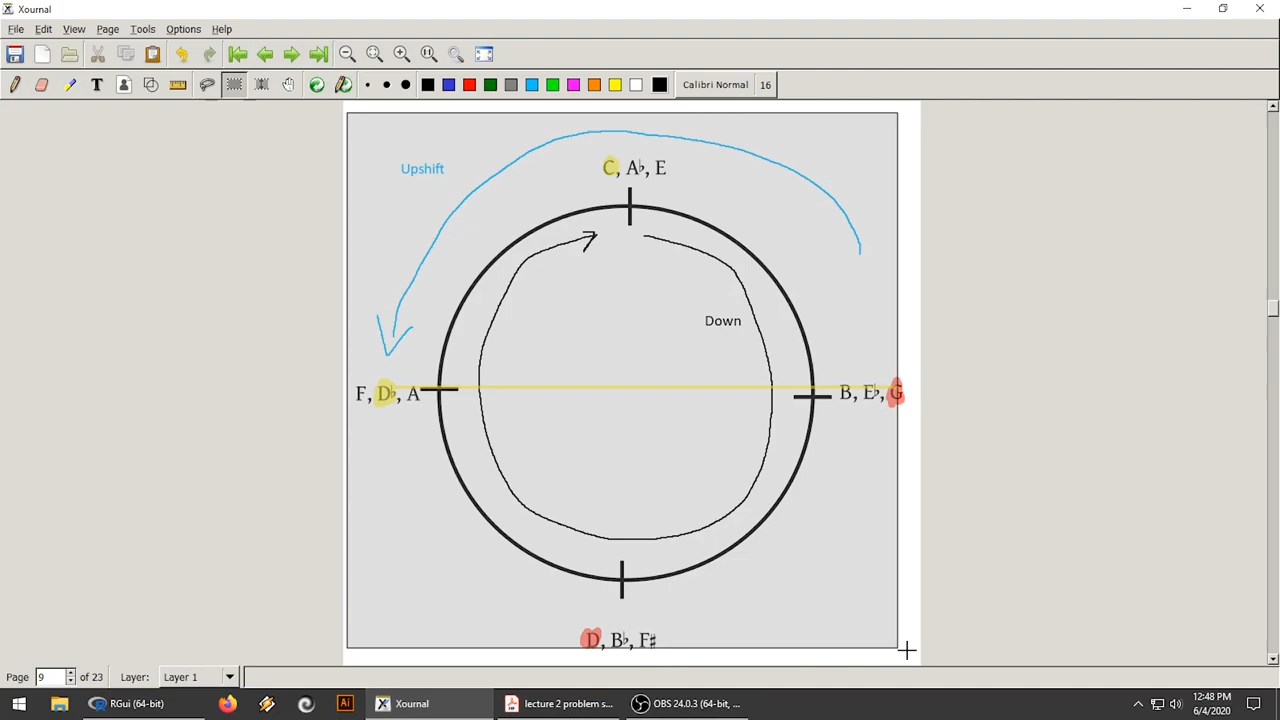 Xournal
File Edit View Page Tools Options Help
Calibri Normal 16
Upshift
C, A♭, E
Down
F, D♭, A
B, E♭, G
D, B♭, F♯
Page 9 of 23 Layer: Layer 1
RGui (64-bit)
Xournal
lecture 2 problem s...
OBS 24.0.3 (64-bit, ...
12:48 PM
6/4/2020